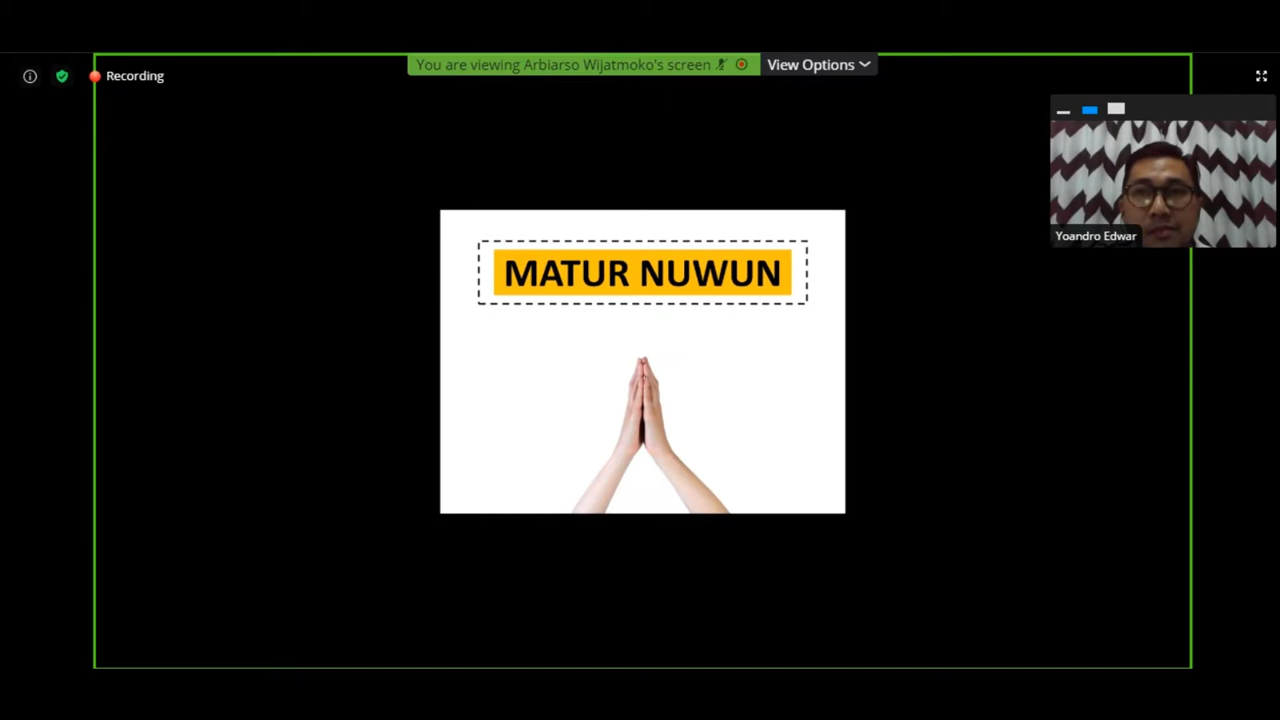 You are viewing Arbiarso Wijatmoko's screen
View Options
Recording
Yoandro Edwar
MATUR NUWUN